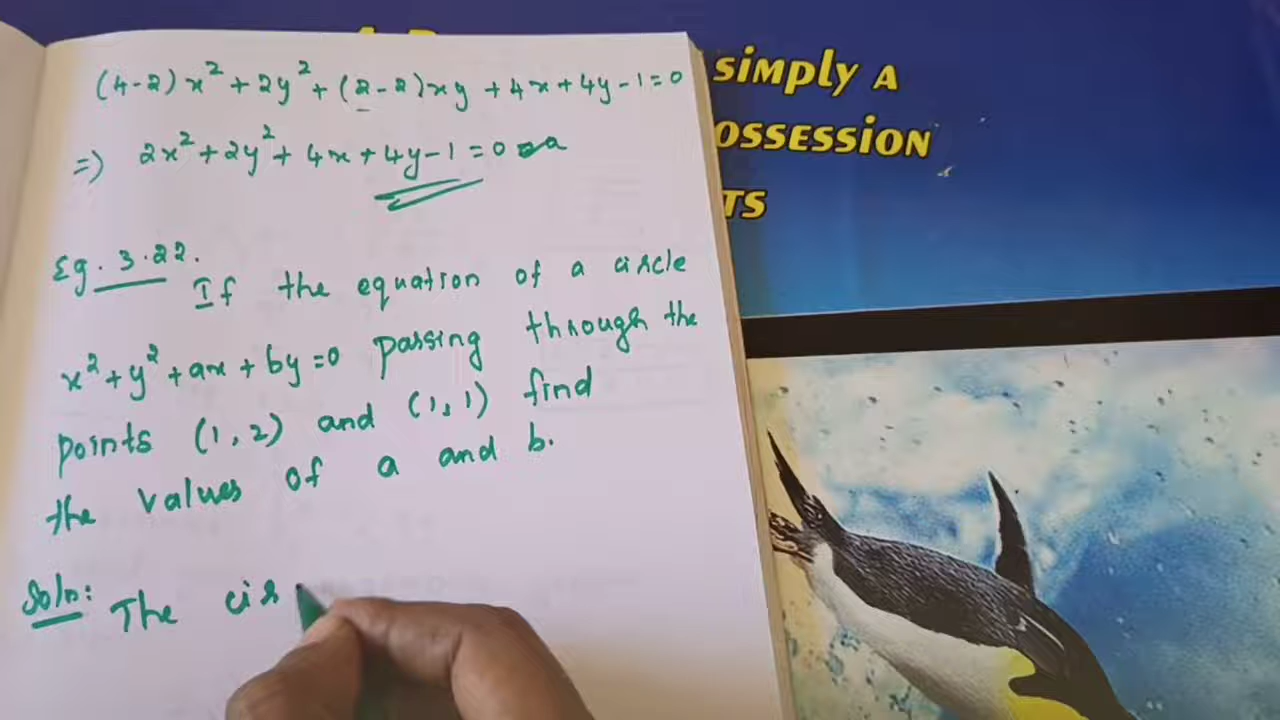 (4-2)x² + 2y² + (2-2)xy + 4x + 4y - 1 = 0
=) 2x² + 2y² + 4x + 4y - 1 = 0
Eg. 3.22.
If the equation of a circle
x² + y² + ax + by = 0 passing through the
points (1, 2) and (1, 1) find
the values of a and b.
Soln: The cir
SIMPLY A
OSSESSION
TS